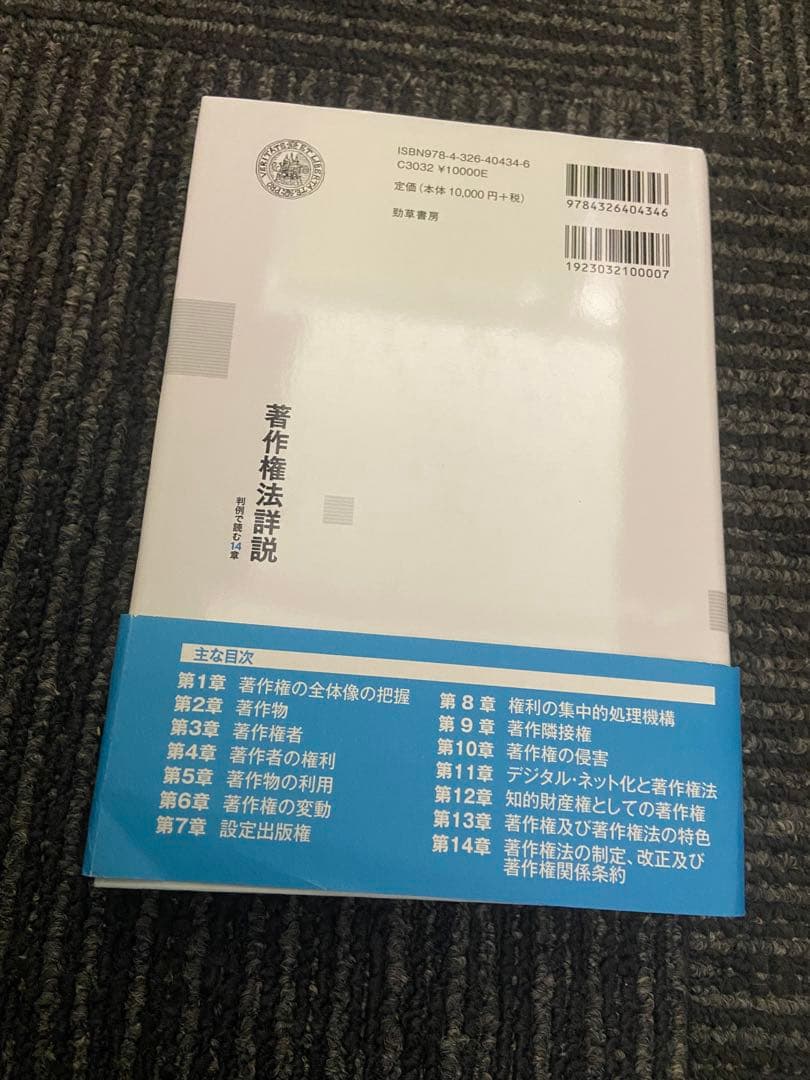 VERITATS ET LIBERTATE PRO
ISBN978-4-326-40434-6
C3032 ¥10000E
定価(本体 10,000円+税)
勁草書房
9784326404346
1923032100007
著作権法詳説
判例で読む14章
主な目次
第1章 著作権の全体像の把握
第2章 著作物
第3章 著作権者
第4章 著作者の権利
第5章 著作物の利用
第6章 著作権の変動
第7章 設定出版権
第8章 権利の集中的処理機構
第9章 著作隣接権
第10章 著作権の侵害
第11章 デジタル・ネット化と著作権法
第12章 知的財産権としての著作権
第13章 著作権及び著作権法の特色
第14章 著作権法の制定、改正及び
著作権関係条約